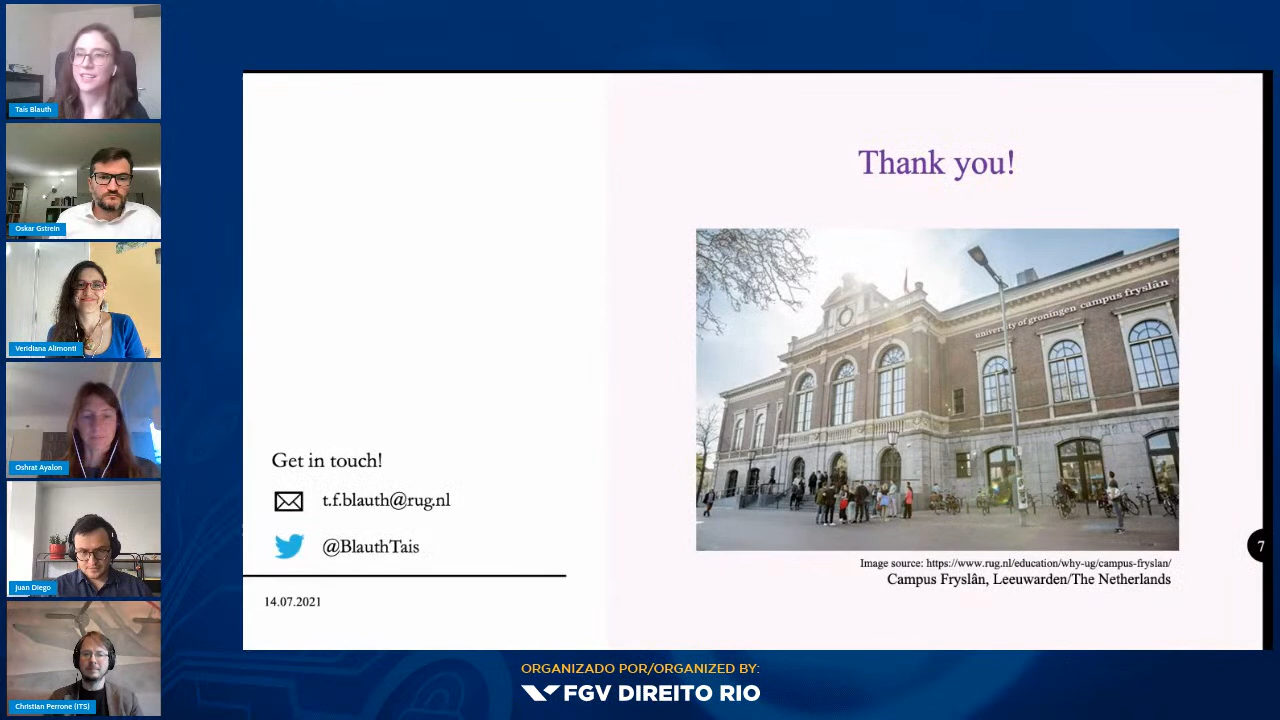 Tais Blauth
Oskar Gstrein
Veridiana Alimonti
Oshrat Ayalon
Juan Diego
Christian Perrone (ITS)
Thank you!
university of groningen campus fryslân
Get in touch!
t.f.blauth@rug.nl
@BlauthTais
14.07.2021
Image source: https://www.rug.nl/education/why-ug/campus-fryslan/
Campus Fryslân, Leeuwarden/The Netherlands
7
ORGANIZADO POR/ORGANIZED BY:
FGV DIREITO RIO